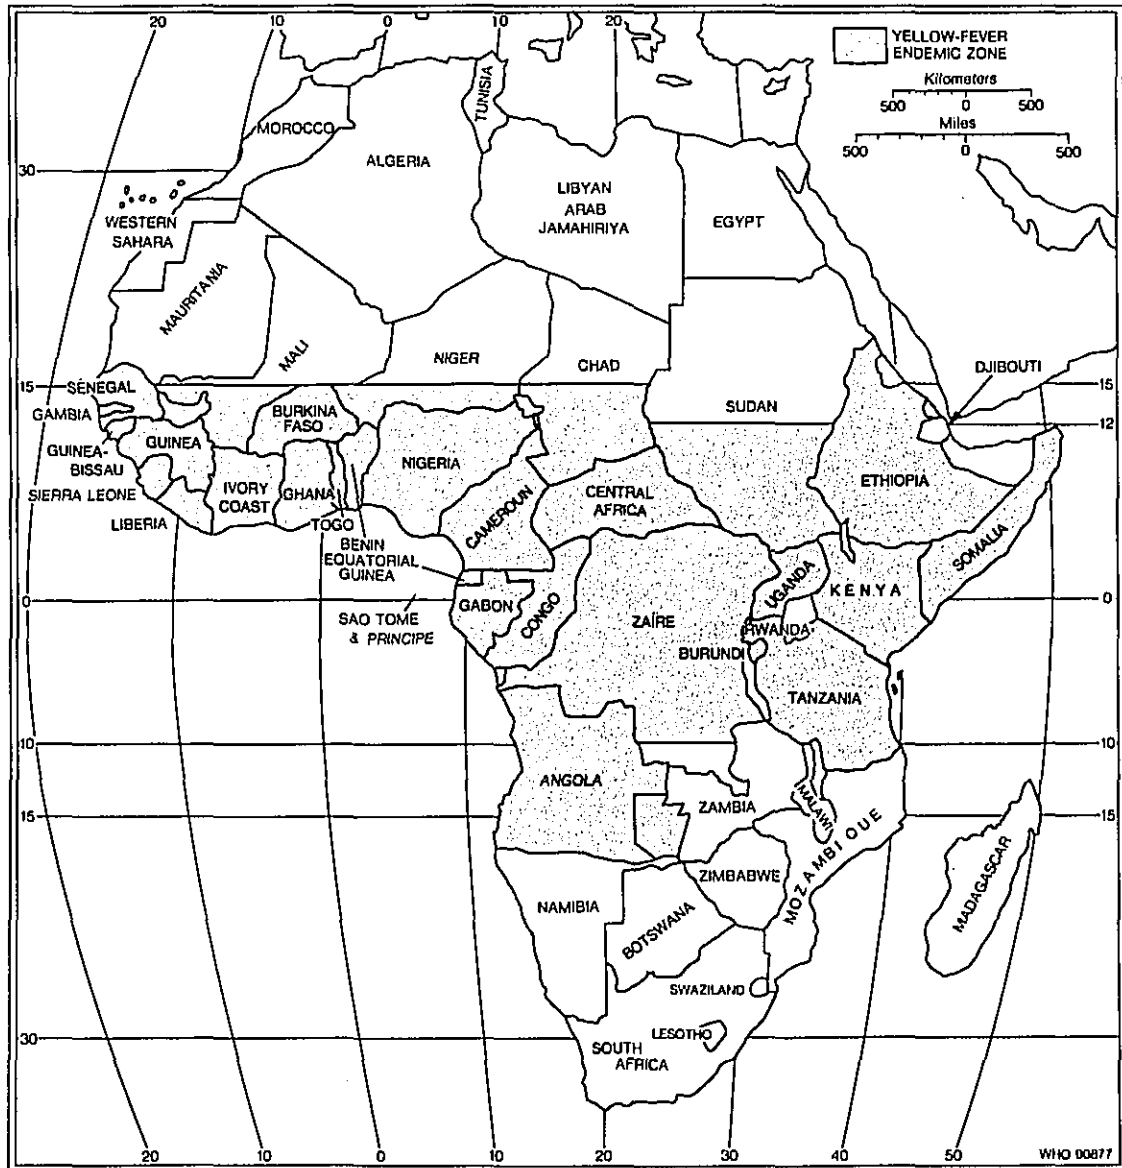 20
10
0
10
20
YELLOW-FEVER
ENDEMIC ZONE
Kilometers
500 0 500
Miles
500 0 500
TUNISIA
MOROCCO
ALGERIA
30
LIBYAN
ARAB
JAMAHIRIYA
EGYPT
WESTERN
SAHARA
MAURITANIA
MALI
NIGER
CHAD
DJIBOUTI
15
15
SENEGAL
SUDAN
12
GAMBIA
BURKINA
FASO
GUINEA
GUINEA-
BISSAU
NIGERIA
ETHIOPIA
SIERRA LEONE
IVORY
COAST
GHANA
CENTRAL
AFRICA
LIBERIA
TOGO
CAMEROUN
SOMALIA
BENIN
EQUATORIAL
GUINEA
UGANDA
KENYA
0
GABON
CONGO
ZAÏRE
0
SAO TOME
& PRINCIPE
RWANDA
BURUNDI
TANZANIA
10
10
ANGOLA
ZAMBIA
MALAWI
15
15
MOZAMBIQUE
ZIMBABWE
MADAGASCAR
NAMIBIA
BOTSWANA
SWAZILAND
30
LESOTHO
30
SOUTH
AFRICA
20
10
0
10
20
30
40
50
WHO 90877